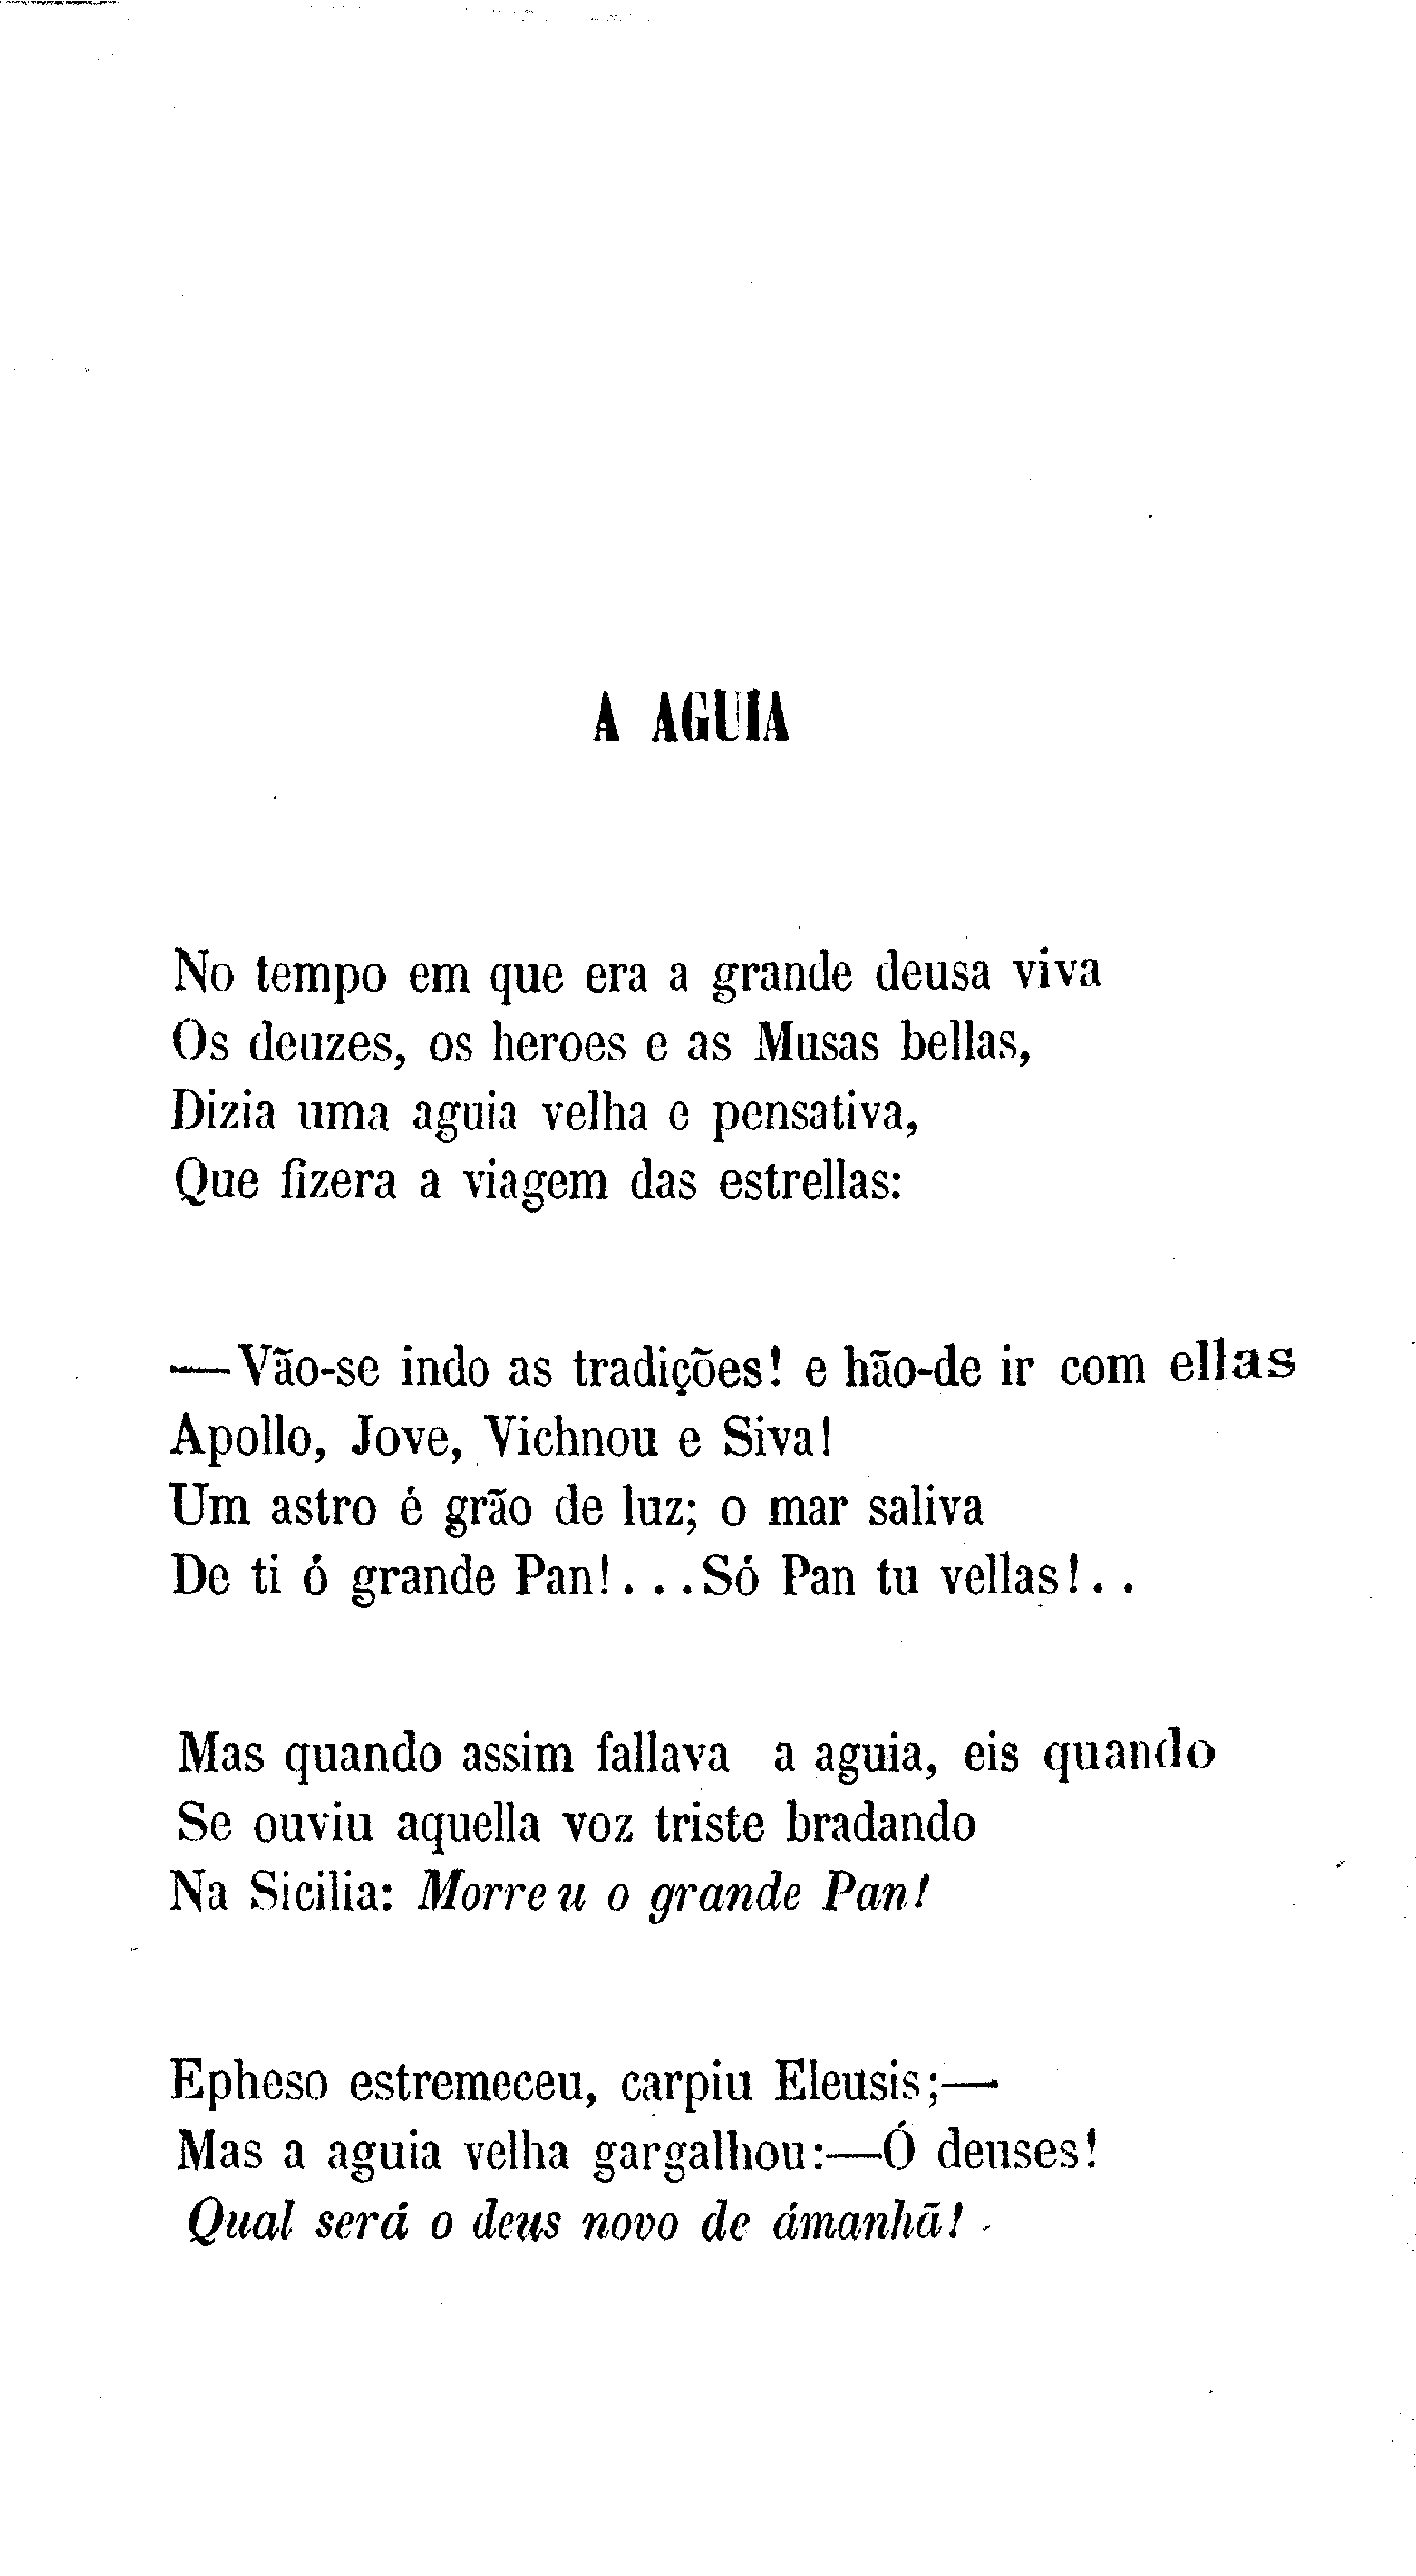 A AGUIA
No tempo em que era a grande deusa viva
Os deuzes, os heroes e as Musas bellas,
Dizia uma aguia velha e pensativa,
Que fizera a viagem das estrellas:
—Vão-se indo as tradições! e hão-de ir com ellas
Apollo, Jove, Vichnou e Siva!
Um astro é grão de luz; o mar saliva
De ti ó grande Pan!...Só Pan tu vellas!..
Mas quando assim fallava a aguia, eis quando
Se ouviu aquella voz triste bradando
Na Sicilia: Morreu o grande Pan!
Epheso estremeceu, carpiu Eleusis;—
Mas a aguia velha gargalhou:—Ó deuses!
Qual será o deus novo de ámanhã!